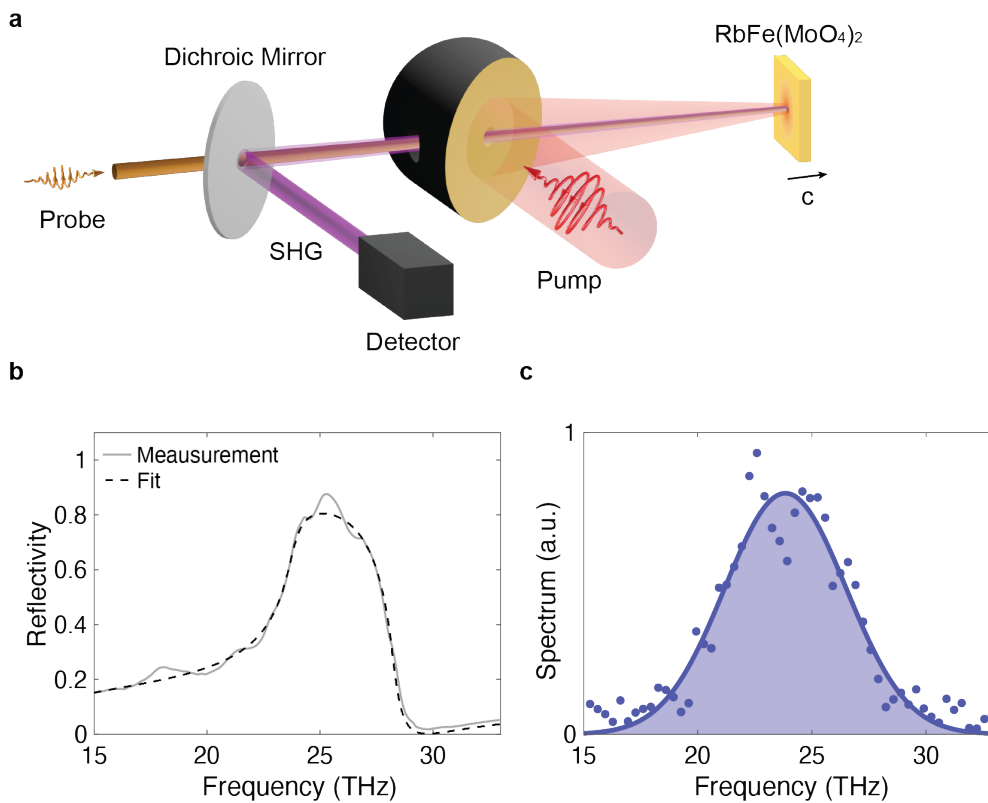 a
RbFe(MoO₄)₂
Dichroic Mirror
Probe
c
SHG
Pump
Detector
b
c
1
0.8
0.6
0.4
0.2
0
Reflectivity
Meausurement
Fit
15 20 25 30
Frequency (THz)
1
0
Spectrum (a.u.)
15 20 25 30
Frequency (THz)